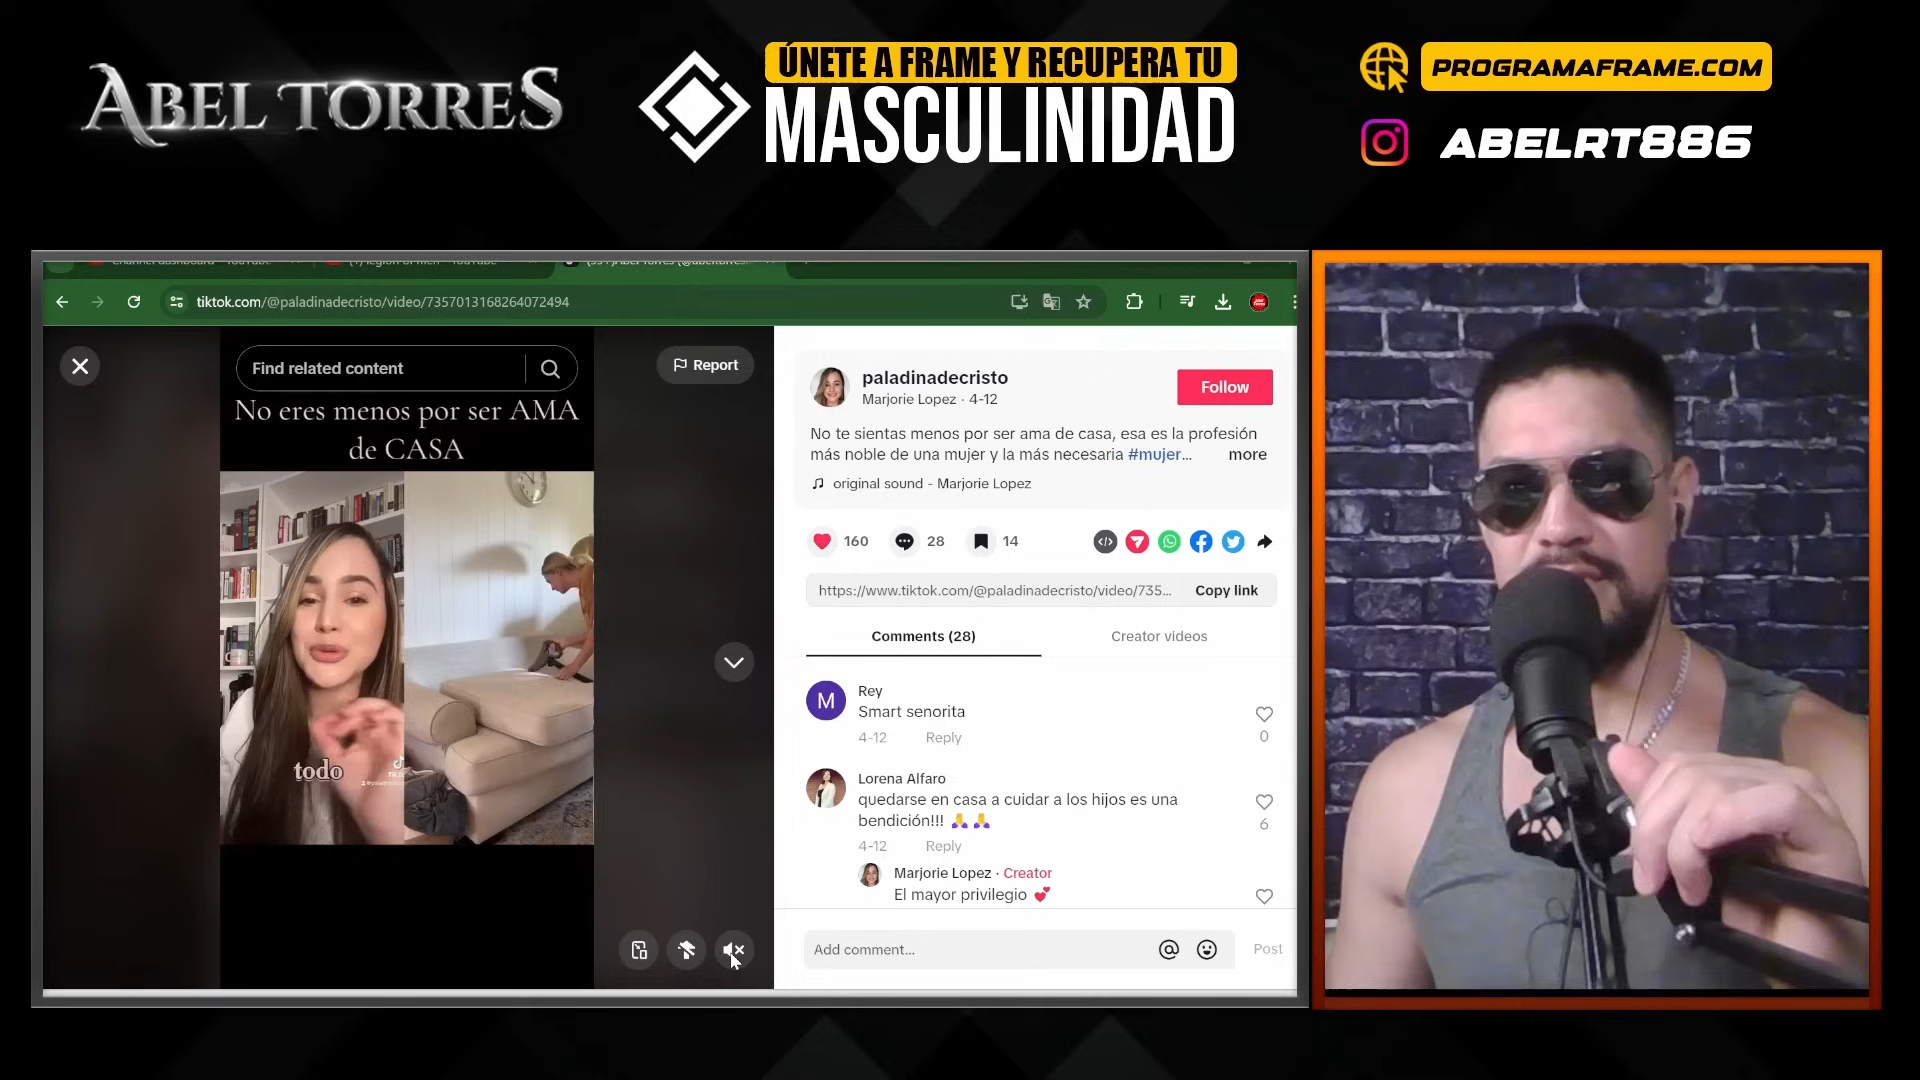 ABEL TORRES
ÚNETE A FRAME Y RECUPERA TU
MASCULINIDAD
PROGRAMAFRAME.COM
ABELRT886
tiktok.com/@paladinadecristo/video/7357013168264072494
Find related content
Report
No eres menos por ser AMA
de CASA
todo
paladinadecristo
Marjorie Lopez · 4-12
Follow
No te sientas menos por ser ama de casa, esa es la profesión
más noble de una mujer y la más necesaria #mujer... more
original sound - Marjorie Lopez
160
28
14
https://www.tiktok.com/@paladinadecristo/video/735...
Copy link
Comments (28)
Creator videos
M
Rey
Smart senorita
4-12 Reply
0
Lorena Alfaro
quedarse en casa a cuidar a los hijos es una
bendición!!! 🙏 🙏
4-12 Reply
6
Marjorie Lopez · Creator
El mayor privilegio 💕
Add comment...
Post